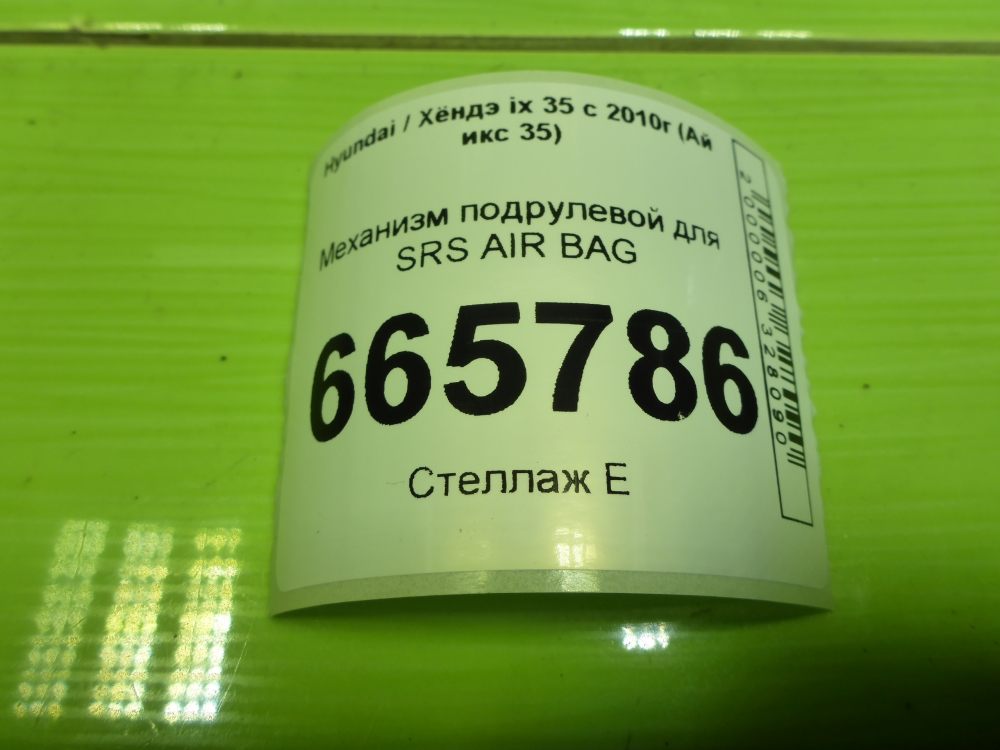 Hyundai / Хёндэ ix 35 с 2010г (Ай
икс 35)
Механизм подрулевой для
SRS AIR BAG
665786
Стеллаж Е
2000006328090